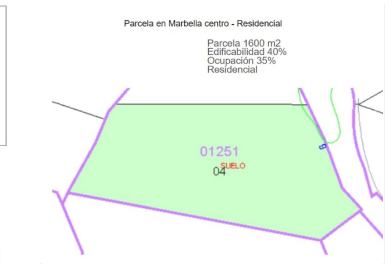 Parcela en Marbella centro - Residencial
Parcela 1600 m2
Edificabilidad 40%
Ocupación 35%
Residencial
01251
SUELO
04